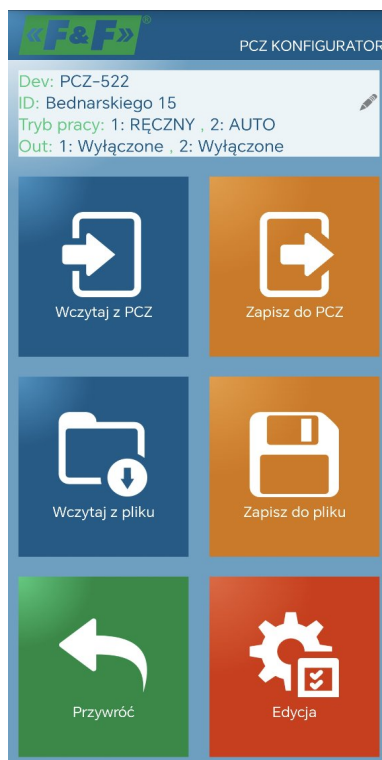 «F&F»®
PCZ KONFIGURATOR
Dev: PCZ-522
ID: Bednarskiego 15
Tryb pracy: 1: RĘCZNY , 2: AUTO
Out: 1: Wyłączone , 2: Wyłączone
Wczytaj z PCZ
Zapisz do PCZ
Wczytaj z pliku
Zapisz do pliku
Przywróć
Edycja